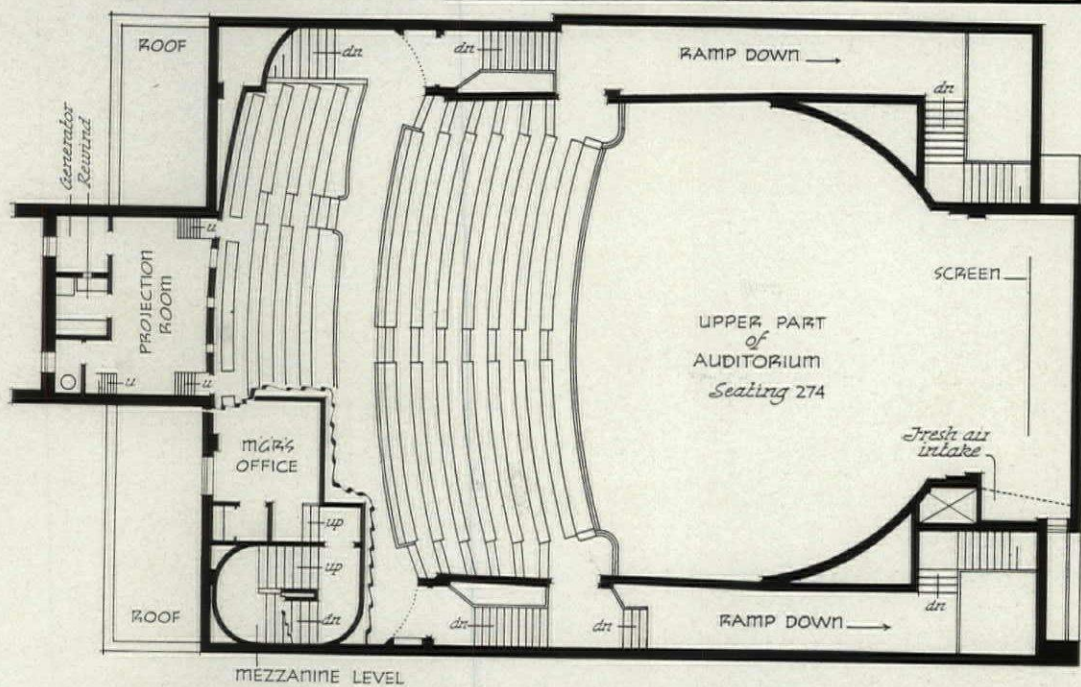 ROOF
dn
dn
RAMP DOWN
dn
Generator
Rewind
u
PROJECTION
ROOM
SCREEN
UPPER PART
of
AUDITORIUM
Seating 274
u
u
Fresh air
intake
MGR'S
OFFICE
up
up
dn
ROOF
dn
dn
RAMP DOWN
dn
MEZZANINE LEVEL